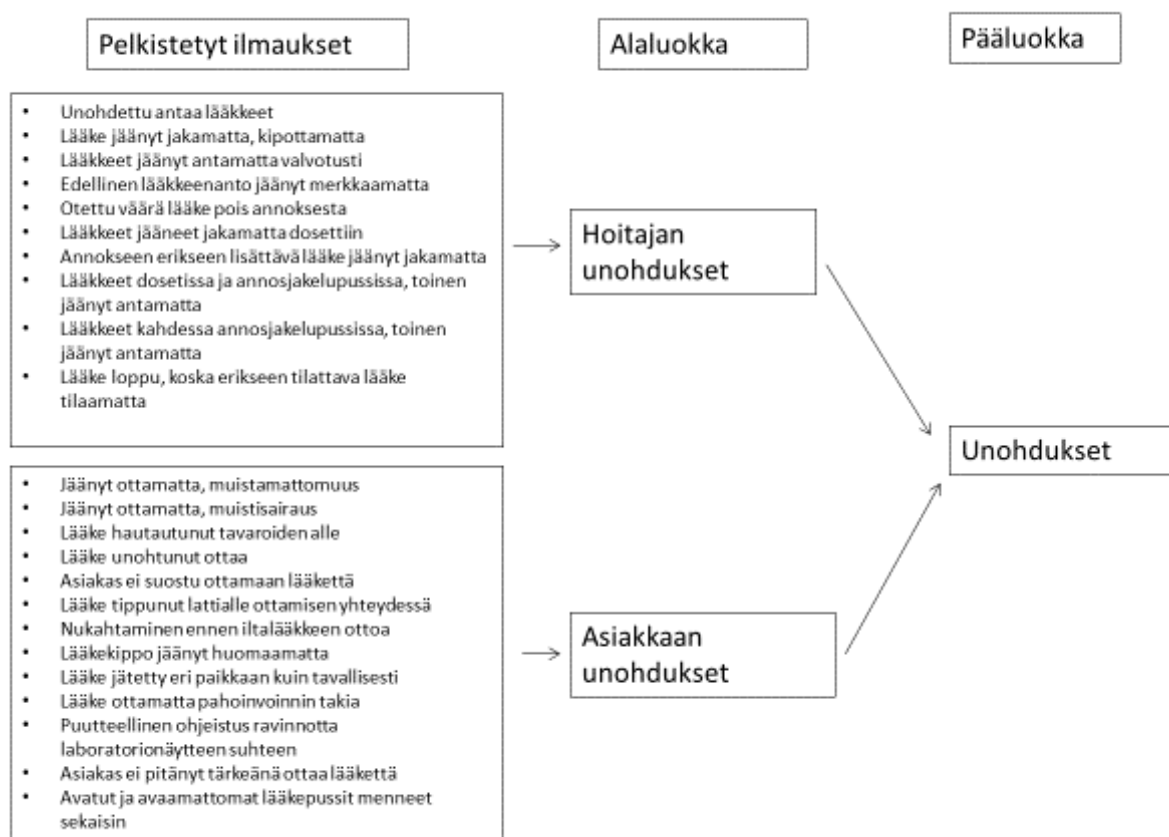 Pelkistetyt ilmaukset
Alaluokka
Pääluokka
• Unohdettu antaa lääkkeet
• Lääke jäänyt jakamatta, kipottamatta
• Lääkkeet jäänyt antamatta valvotusti
• Edellinen lääkkeenanto jäänyt merkkaamatta
• Otettu väärä lääke pois annoksesta
• Lääkkeet jääneet jakamatta dosettiin
• Annokseen erikseen lisättävä lääke jäänyt jakamatta
• Lääkkeet dosetissa ja annosjakelupussissa, toinen
jäänyt antamatta
• Lääkkeet kahdessa annosjakelupussissa, toinen
jäänyt antamatta
• Lääke loppu, koska erikseen tilattava lääke
tilaamatta
Hoitajan
unohdukset
Unohdukset
• Jäänyt ottamatta, muistamattomuus
• Jäänyt ottamatta, muistisairaus
• Lääke hautautunut tavaroiden alle
• Lääke unohtunut ottaa
• Asiakas ei suostu ottamaan lääkettä
• Lääke tippunut lattialle ottamisen yhteydessä
• Nukahtaminen ennen iltalääkkeen ottoa
• Lääkekippo jäänyt huomaamatta
• Lääke jätetty eri paikkaan kuin tavallisesti
• Lääke ottamatta pahoinvoinnin takia
• Puutteellinen ohjeistus ravinnotta
laboratorionäytteen suhteen
• Asiakas ei pitänyt tärkeänä ottaa lääkettä
• Avatut ja avaamattomat lääkepussit menneet
sekaisin
Asiakkaan
unohdukset